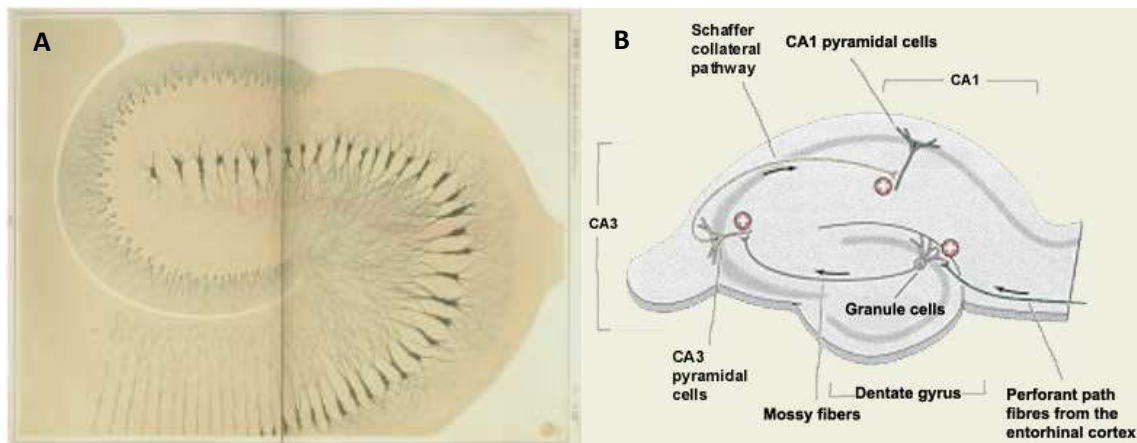 A
B
Schaffer
collateral
pathway
CA1 pyramidal cells
CA1
CA3
Granule cells
CA3
pyramidal
cells
Mossy fibers
Dentate gyrus
Perforant path
fibres from the
entorhinal cortex